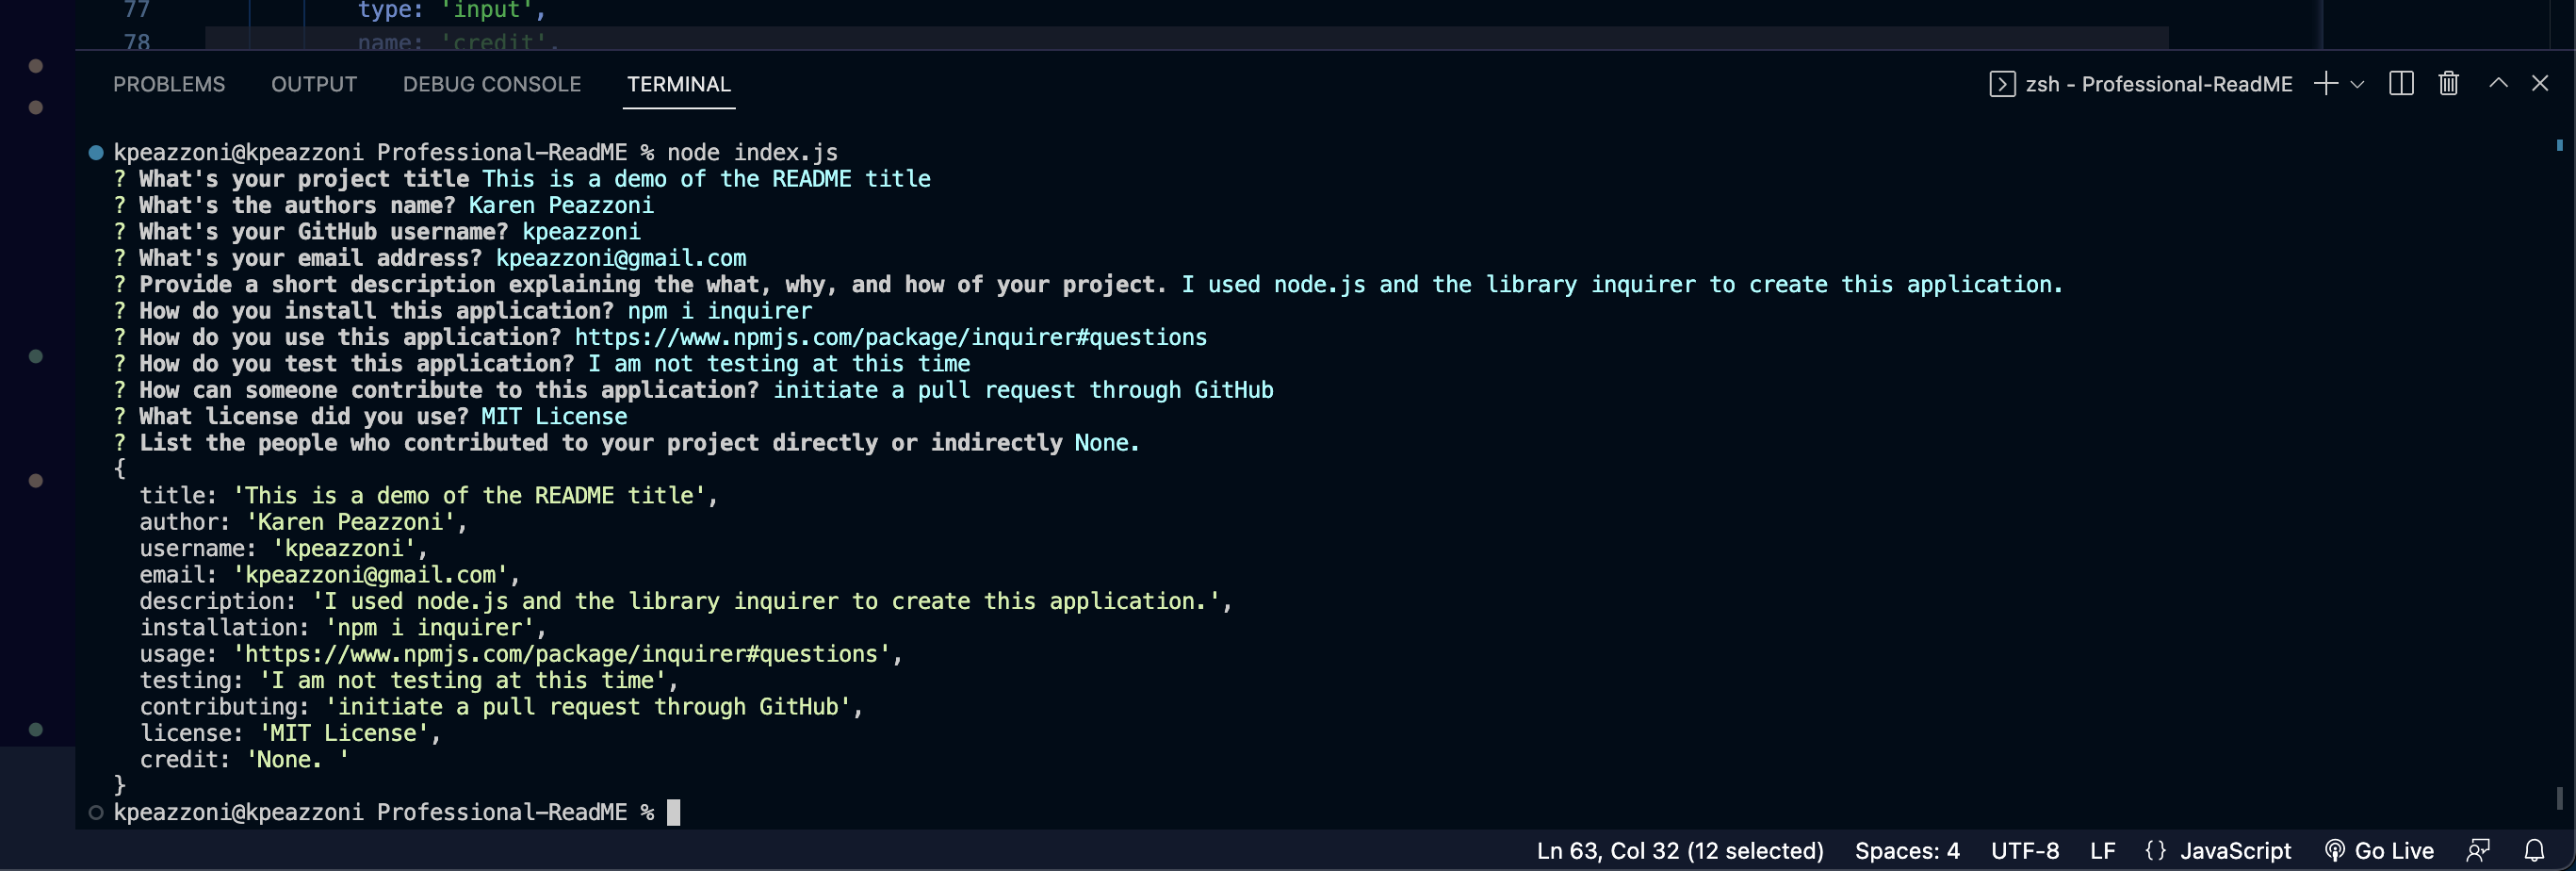 77 type: 'input',
78 name: 'credit',
PROBLEMS OUTPUT DEBUG CONSOLE TERMINAL zsh - Professional-ReadME
kpeazzoni@kpeazzoni Professional-ReadME % node index.js
? What's your project title This is a demo of the README title
? What's the authors name? Karen Peazzoni
? What's your GitHub username? kpeazzoni
? What's your email address? kpeazzoni@gmail.com
? Provide a short description explaining the what, why, and how of your project. I used node.js and the library inquirer to create this application.
? How do you install this application? npm i inquirer
? How do you use this application? https://www.npmjs.com/package/inquirer#questions
? How do you test this application? I am not testing at this time
? How can someone contribute to this application? initiate a pull request through GitHub
? What license did you use? MIT License
? List the people who contributed to your project directly or indirectly None.
{
title: 'This is a demo of the README title',
author: 'Karen Peazzoni',
username: 'kpeazzoni',
email: 'kpeazzoni@gmail.com',
description: 'I used node.js and the library inquirer to create this application.',
installation: 'npm i inquirer',
usage: 'https://www.npmjs.com/package/inquirer#questions',
testing: 'I am not testing at this time',
contributing: 'initiate a pull request through GitHub',
license: 'MIT License',
credit: 'None. '
}
kpeazzoni@kpeazzoni Professional-ReadME %
Ln 63, Col 32 (12 selected) Spaces: 4 UTF-8 LF {} JavaScript Go Live